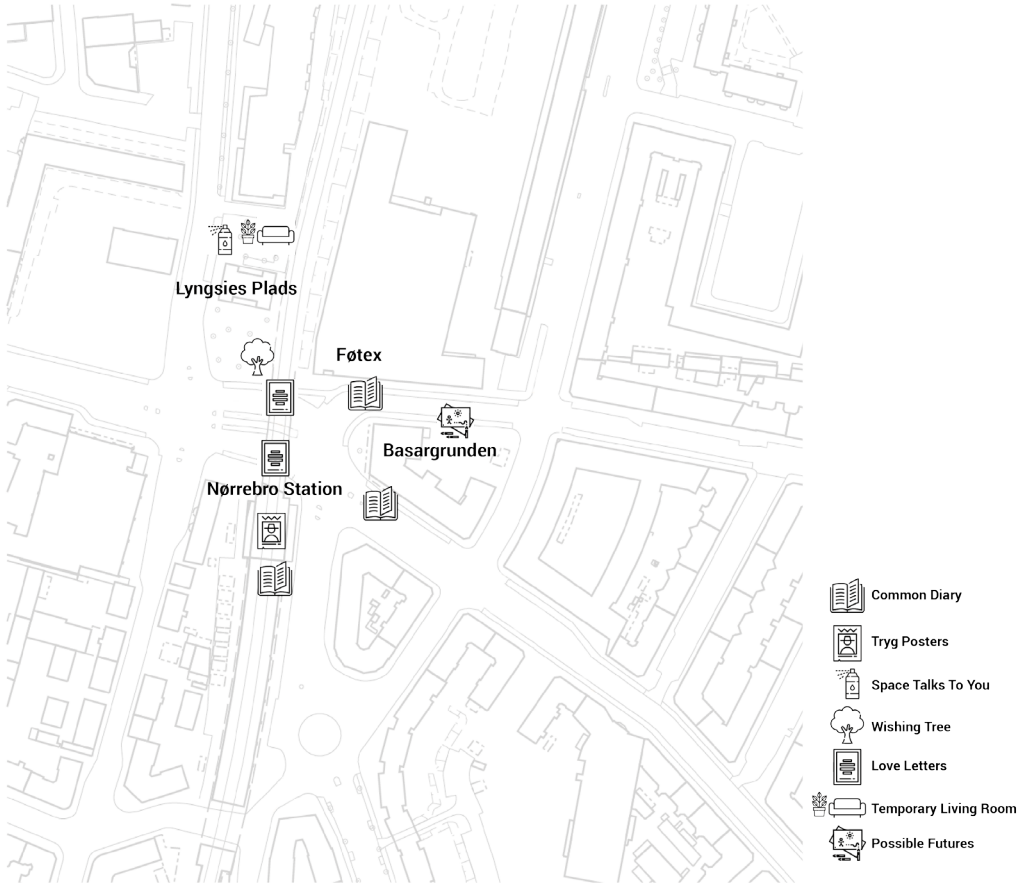 Lyngsies Plads
Føtex
Basargrunden
Nørrebro Station
Common Diary
Tryg Posters
Space Talks To You
Wishing Tree
Love Letters
Temporary Living Room
Possible Futures